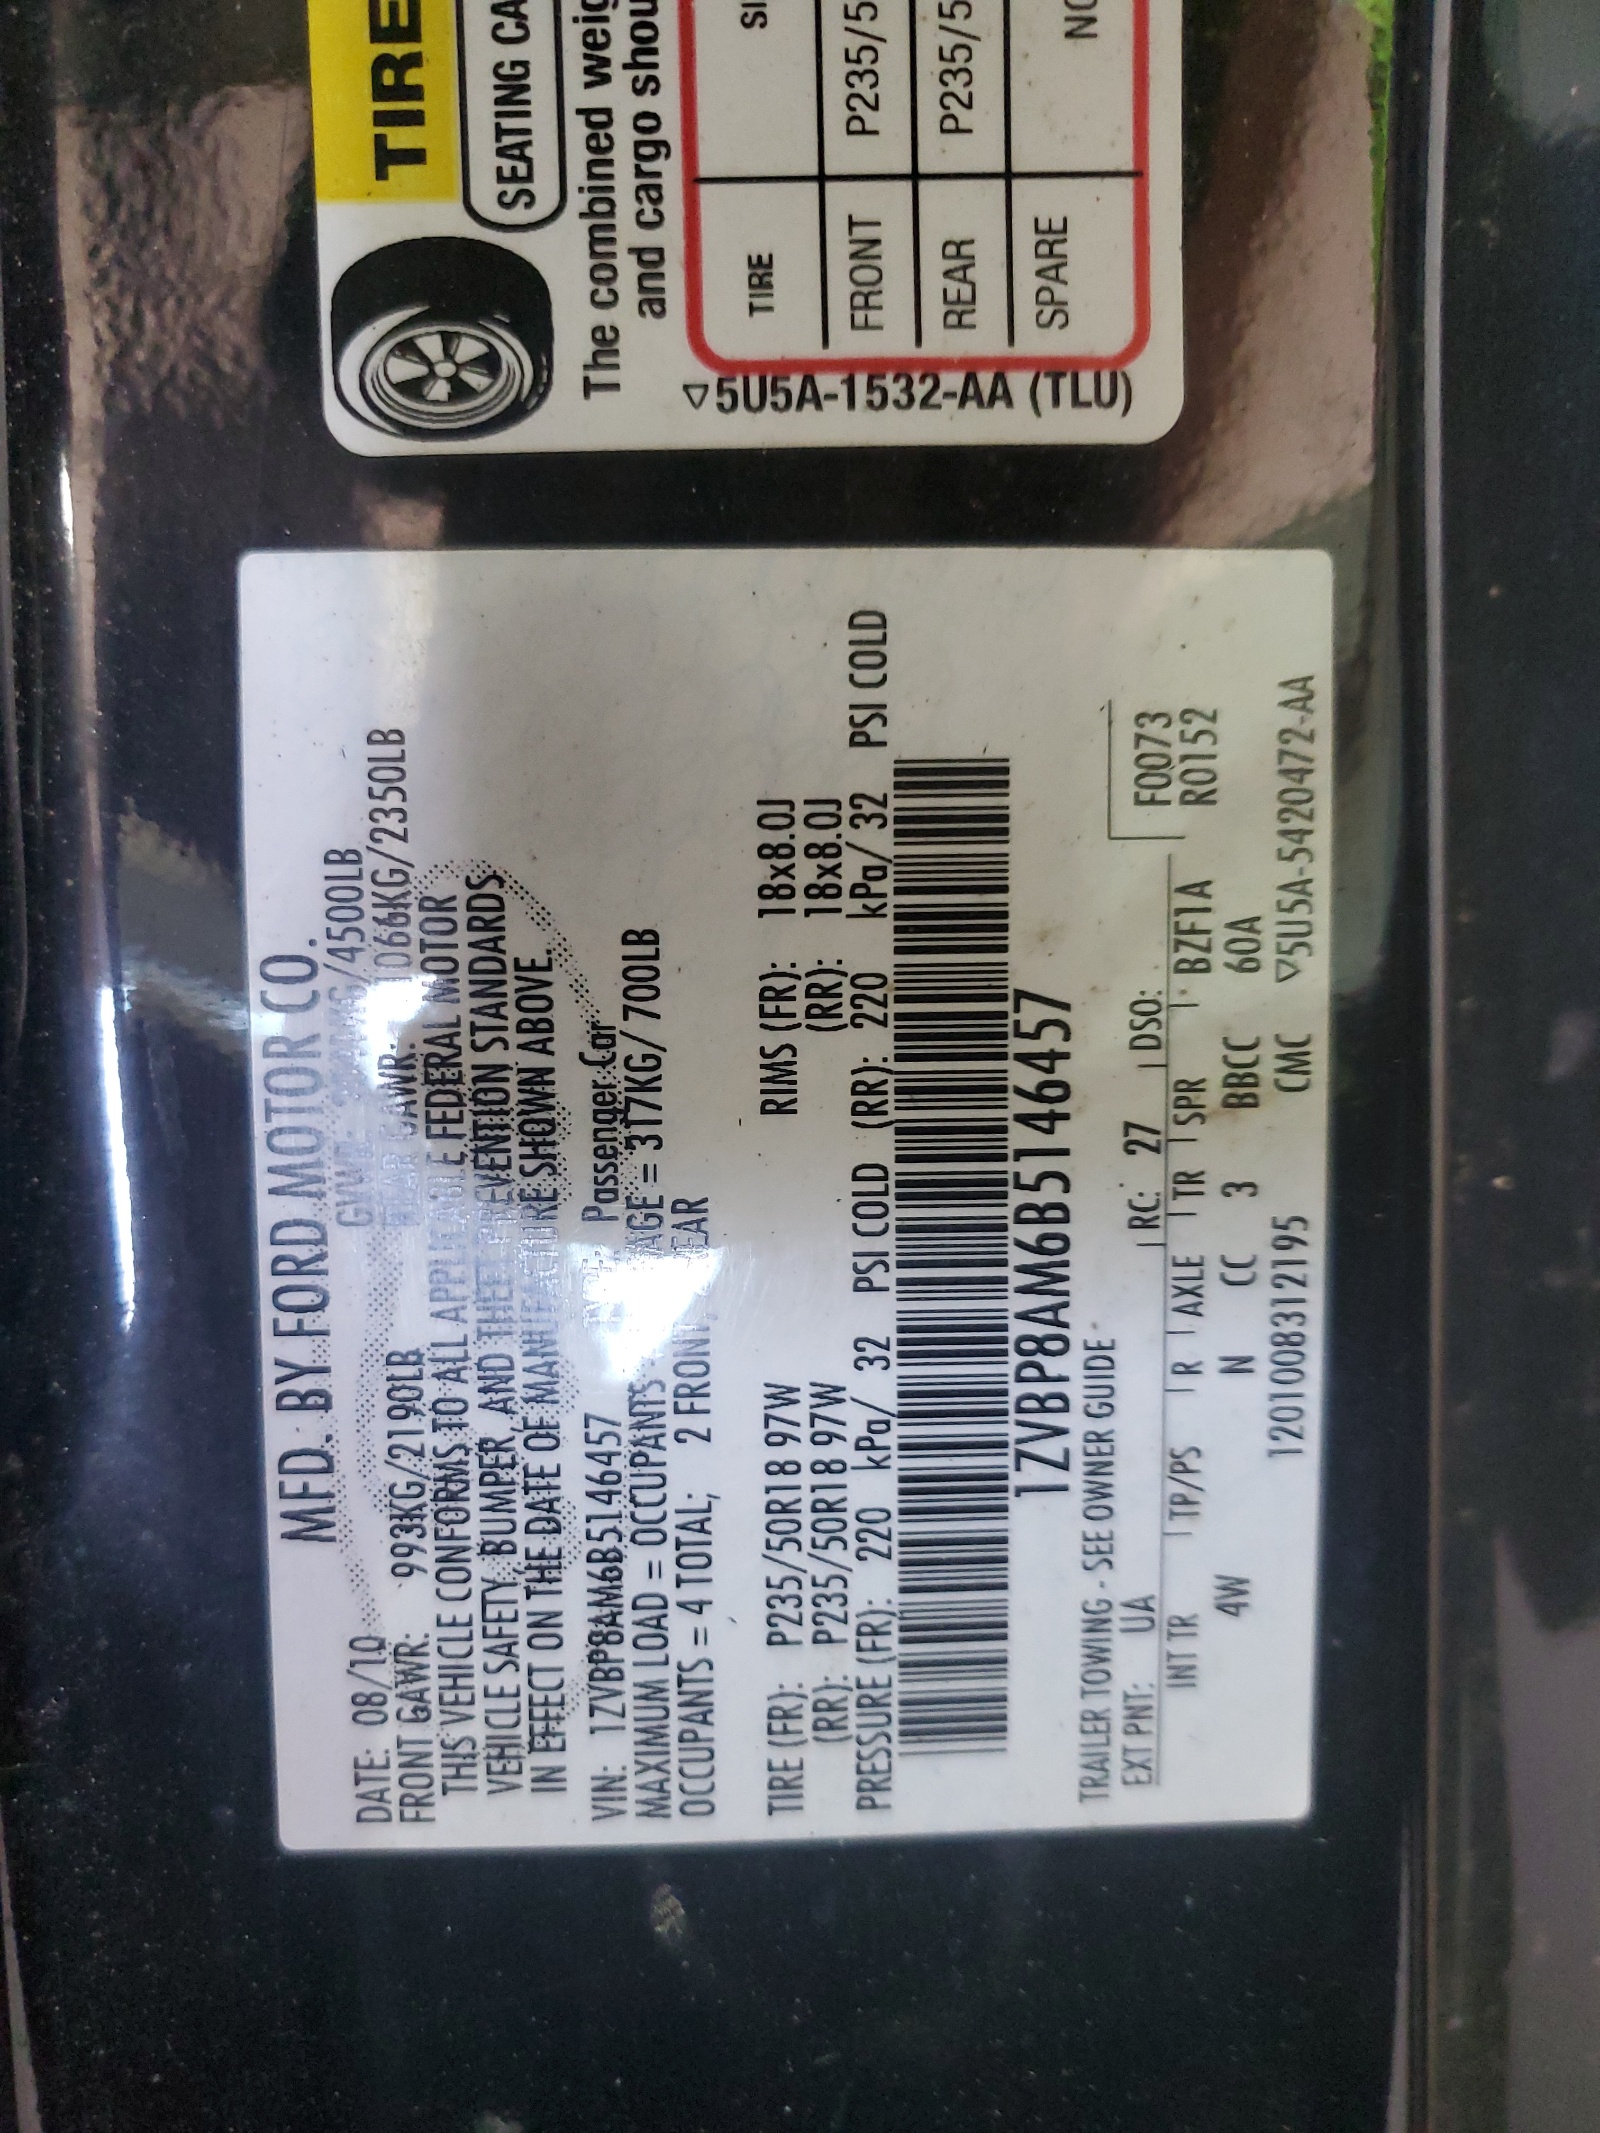 MFD. BY FORD MOTOR CO.
DATE: 08/10 /4500LB
FRONT GAWR: 993KG/2190LB GAWR: 1066KG/2350LB
THIS VEHICLE CONFORMS TO ALL APPLICABLE FEDERAL MOTOR
VEHICLE SAFETY, BUMPER, AND THEFT PREVENTION STANDARDS
IN EFFECT ON THE DATE OF MANUFACTURE SHOWN ABOVE.
VIN: 1ZVBP8AM6B5146457 Passenger Car
MAXIMUM LOAD = OCCUPANTS = 317KG/700LB
OCCUPANTS = 4 TOTAL; 2 FRONT,
TIRE (FR): P235/50R18 97W RIMS (FR): 18x8.0J
(RR): P235/50R18 97W (RR): 18x8.0J
PRESSURE (FR): 220 kPa/ 32 PSI COLD (RR): 220 kPa/ 32 PSI COLD
1ZVBP8AM6B5146457
TRAILER TOWING - SEE OWNER GUIDE
EXT PNT: UA RC: 27 DSO: F0073
INT TR TP/PS R AXLE TR SPR BZF1A R0152
4W N CC 3 BBCC 60A
1201008312195 CMC ▽5U5A-5420472-AA
TIRE
SEATING CA
The combined weig
and cargo shou
TIRE SI
FRONT P235/5
REAR P235/5
SPARE NO
▽5U5A-1532-AA (TLU)